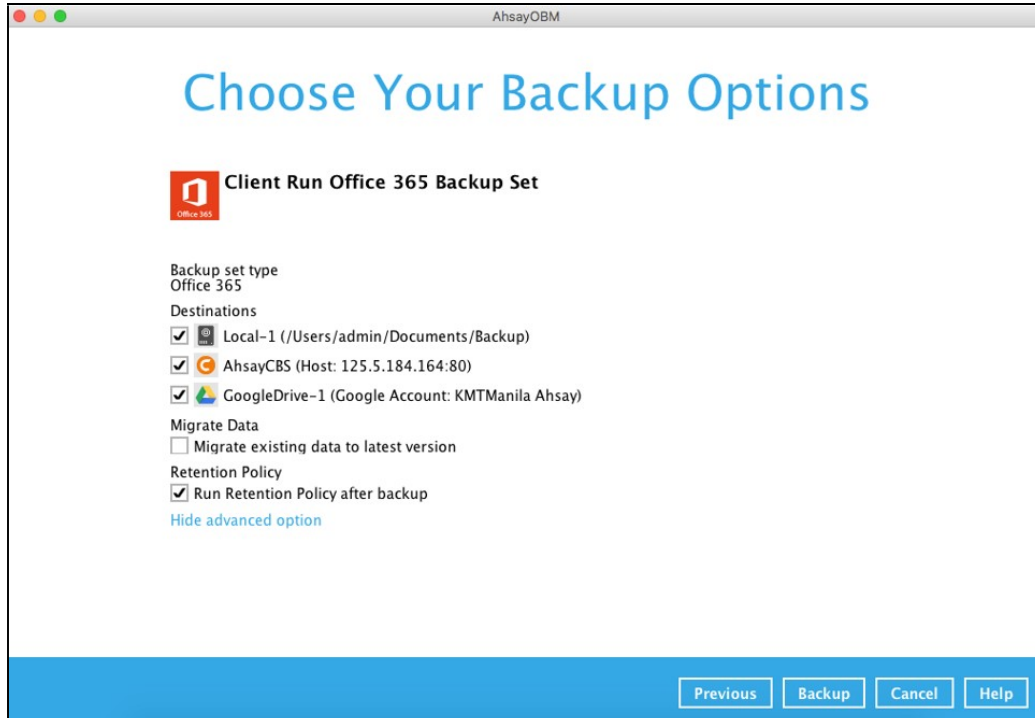 AhsayOBM
Choose Your Backup Options
Client Run Office 365 Backup Set
Office 365
Backup set type
Office 365
Destinations
Local-1 (/Users/admin/Documents/Backup)
AhsayCBS (Host: 125.5.184.164:80)
GoogleDrive-1 (Google Account: KMTManila Ahsay)
Migrate Data
Migrate existing data to latest version
Retention Policy
Run Retention Policy after backup
Hide advanced option
Previous
Backup
Cancel
Help